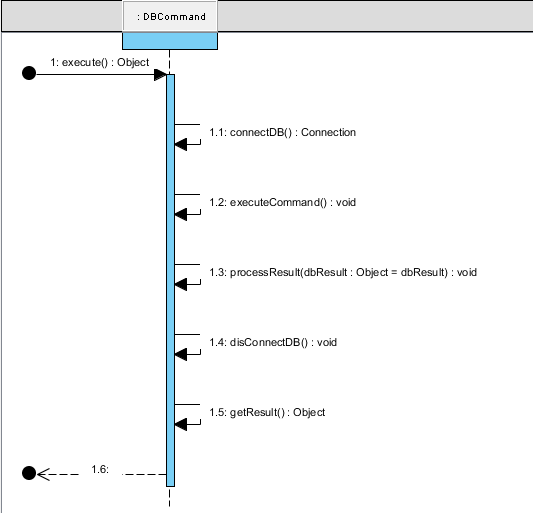 : DBCommand
1: execute() : Object
1.1: connectDB() : Connection
1.2: executeCommand() : void
1.3: processResult(dbResult : Object = dbResult) : void
1.4: disConnectDB() : void
1.5: getResult() : Object
1.6: